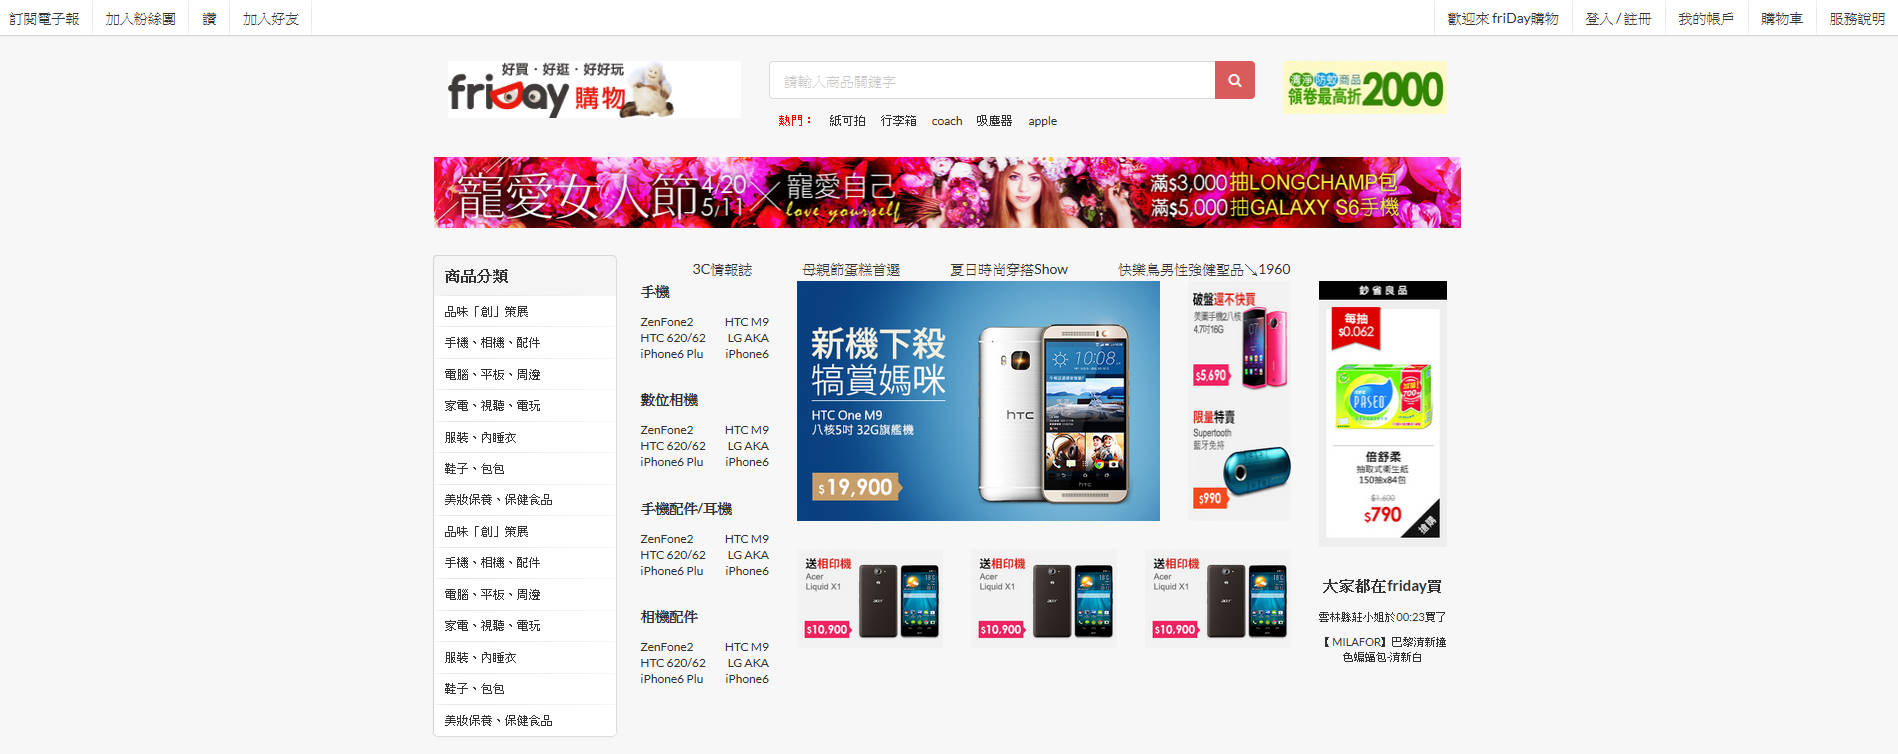 訂閱電子報 加入粉絲團 讚 加入好友 歡迎來 friDay購物 登入 / 註冊 我的帳戶 購物車 服務說明
好買・好逛・好好玩
friDay 購物
請輸入商品關鍵字
熱門： 紙可拍 行李箱 coach 吸塵器 apple
清淨防蚊商品
領卷最高折2000
寵愛女人節 4/20 5/11 × 寵愛自己
love yourself
滿$3,000抽LONGCHAMP包
滿$5,000抽GALAXY S6手機
商品分類
品味「創」策展
手機、相機、配件
電腦、平板、周邊
家電、視聽、電玩
服裝、內睡衣
鞋子、包包
美妝保養、保健食品
品味「創」策展
手機、相機、配件
電腦、平板、周邊
家電、視聽、電玩
服裝、內睡衣
鞋子、包包
美妝保養、保健食品
3C情報誌 母親節蛋糕首選 夏日時尚穿搭Show 快樂鳥男性強健聖品↘1960
手機
ZenFone2 HTC M9
HTC 620/62 LG AKA
iPhone6 Plu iPhone6
數位相機
ZenFone2 HTC M9
HTC 620/62 LG AKA
iPhone6 Plu iPhone6
手機配件/耳機
ZenFone2 HTC M9
HTC 620/62 LG AKA
iPhone6 Plu iPhone6
相機配件
ZenFone2 HTC M9
HTC 620/62 LG AKA
iPhone6 Plu iPhone6
新機下殺
犒賞媽咪
HTC One M9
八核5吋 32G旗艦機
$19,900
hTC
10:08
hTC
破盤還不快買
美圖手機2八核
4.7吋16G
$5,690
限量特賣
Supertooth
藍牙免持
$990
送相印機
Acer
Liquid X1
acer
$10,900
送相印機
Acer
Liquid X1
acer
$10,900
送相印機
Acer
Liquid X1
acer
$10,900
鈔省良品
每抽
$0.062
PASEO
倍舒柔
抽取式衛生紙
150抽x84包
$1,600
$790
搶購
大家都在friday買
雲林縣莊小姐於00:23買了
【 MILAFOR】巴黎清新撞
色蝙蝠包-清新白